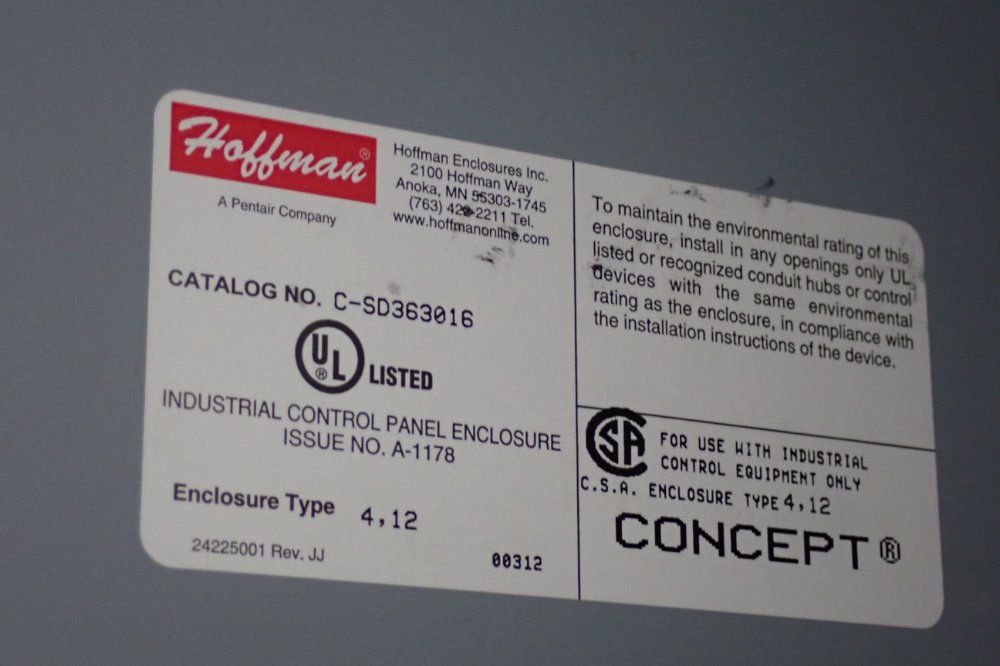 Hoffman®
A Pentair Company
Hoffman Enclosures Inc.
2100 Hoffman Way
Anoka, MN 55303-1745
(763) 422-2211 Tel.
www.hoffmanonline.com
CATALOG NO. C-SD363016
UL® LISTED
INDUSTRIAL CONTROL PANEL ENCLOSURE
ISSUE NO. A-1178
Enclosure Type 4,12
24225001 Rev. JJ
00312
To maintain the environmental rating of this
enclosure, install in any openings only UL
listed or recognized conduit hubs or control
devices with the same environmental
rating as the enclosure, in compliance with
the installation instructions of the device.
CSA
FOR USE WITH INDUSTRIAL
CONTROL EQUIPMENT ONLY
C.S.A. ENCLOSURE TYPE 4,12
CONCEPT®